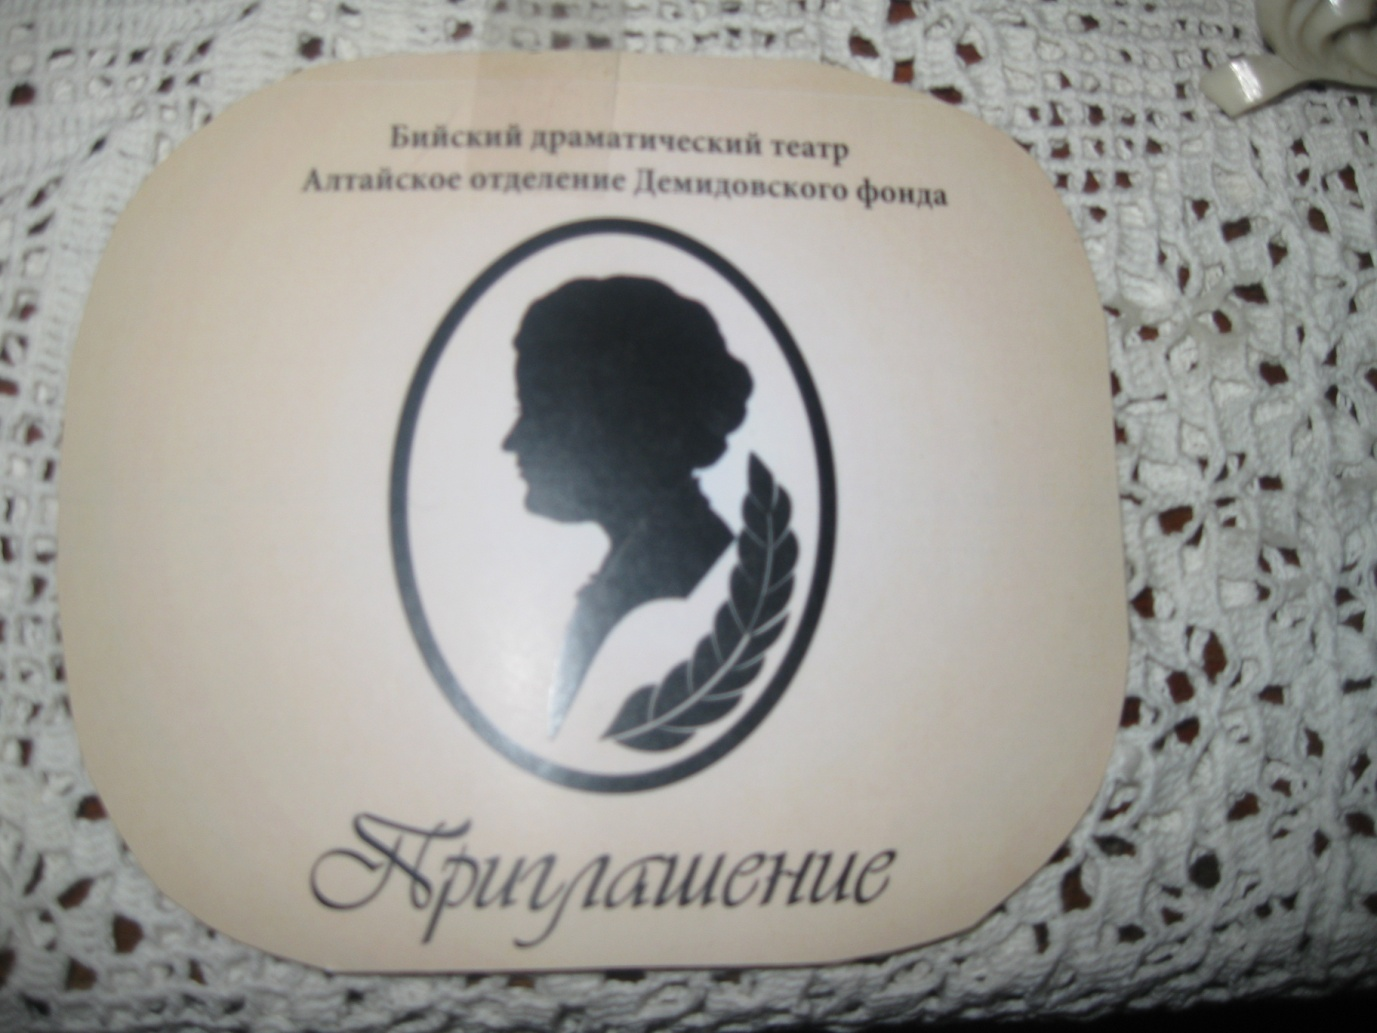 Бийский драматический театр
Алтайское отделение Демидовского фонда
Приглашение